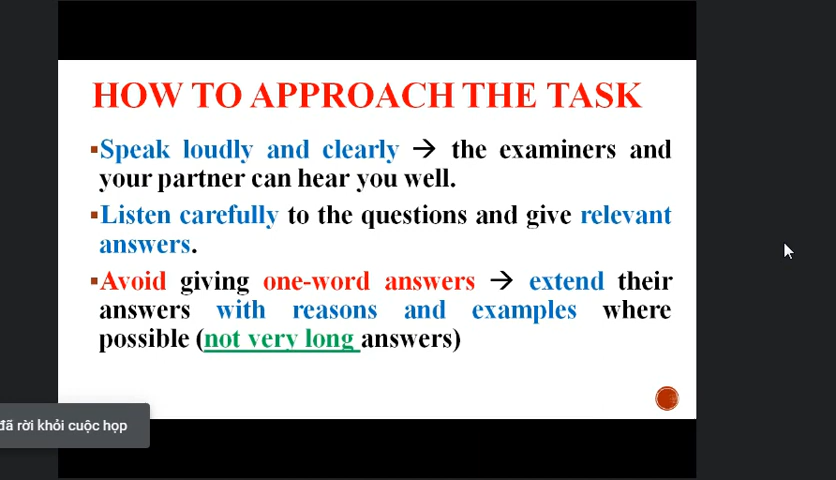 HOW TO APPROACH THE TASK
▪Speak loudly and clearly → the examiners and
your partner can hear you well.
▪Listen carefully to the questions and give relevant
answers.
▪Avoid giving one-word answers → extend their
answers with reasons and examples where
possible (not very long answers)
đã rời khỏi cuộc họp